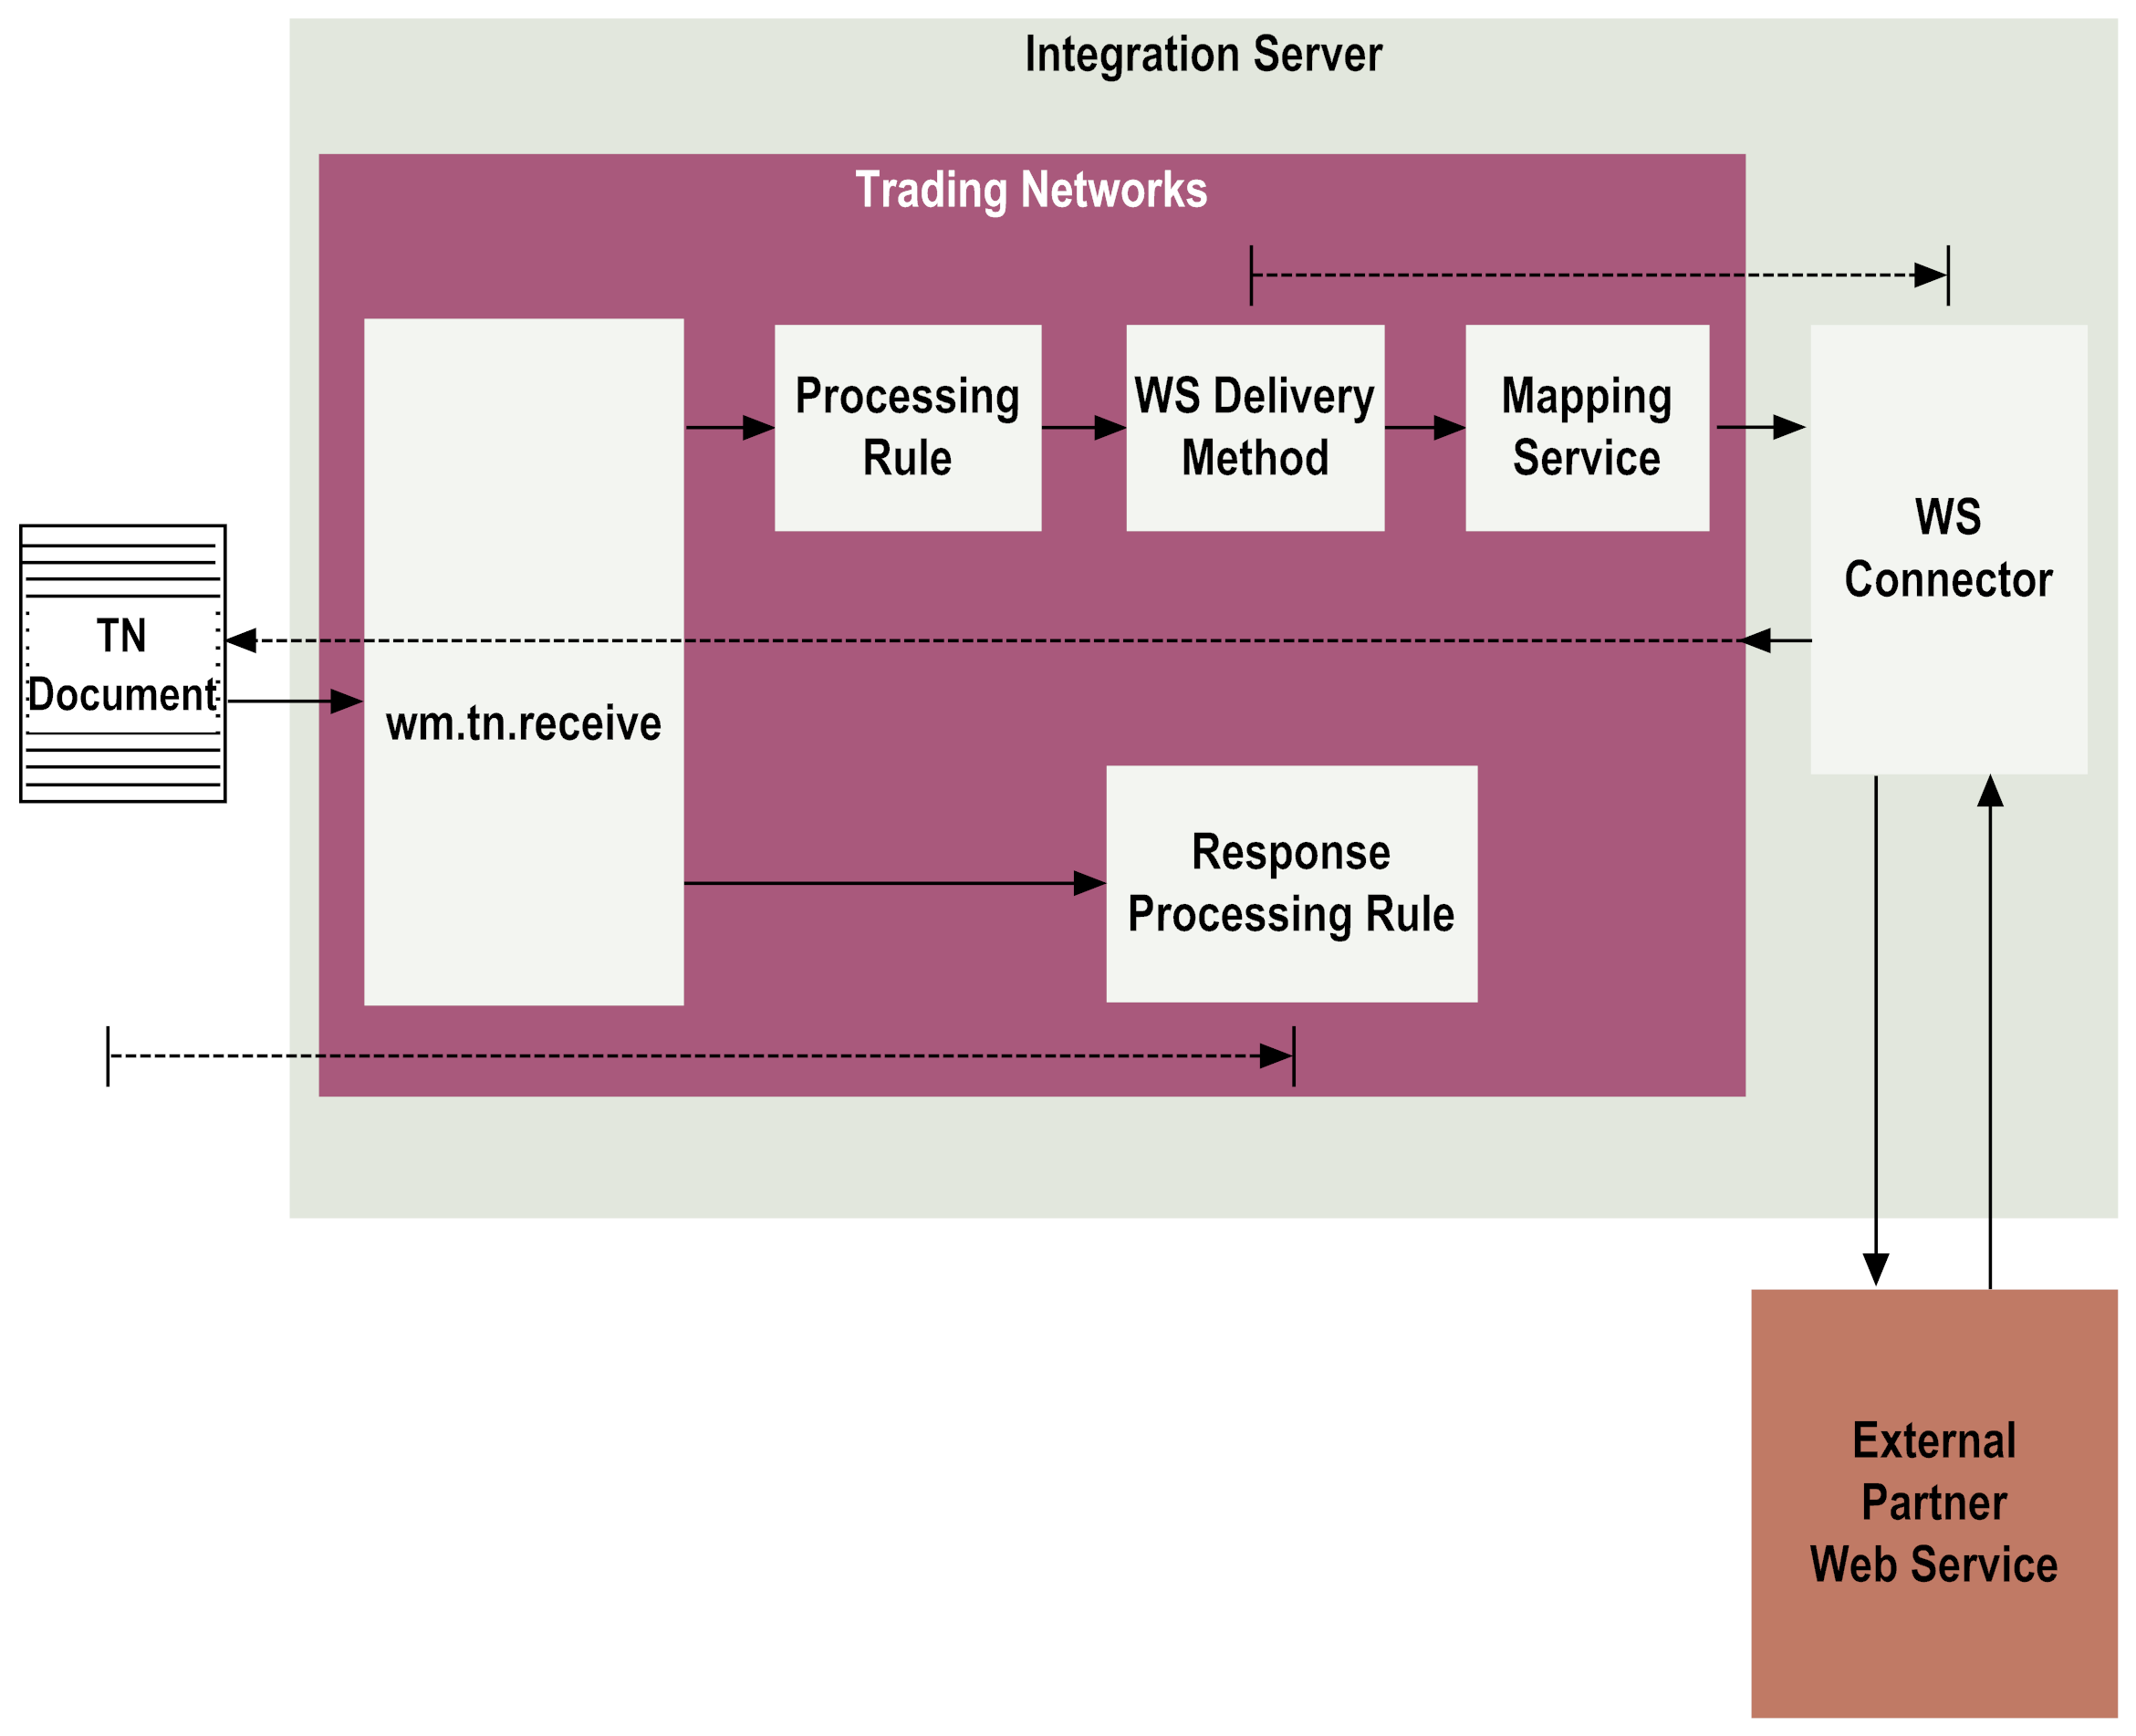 Integration Server
Trading Networks
Processing
Rule
WS Delivery
Method
Mapping
Service
WS
Connector
TN
Document
wm.tn.receive
Response
Processing Rule
External
Partner
Web Service